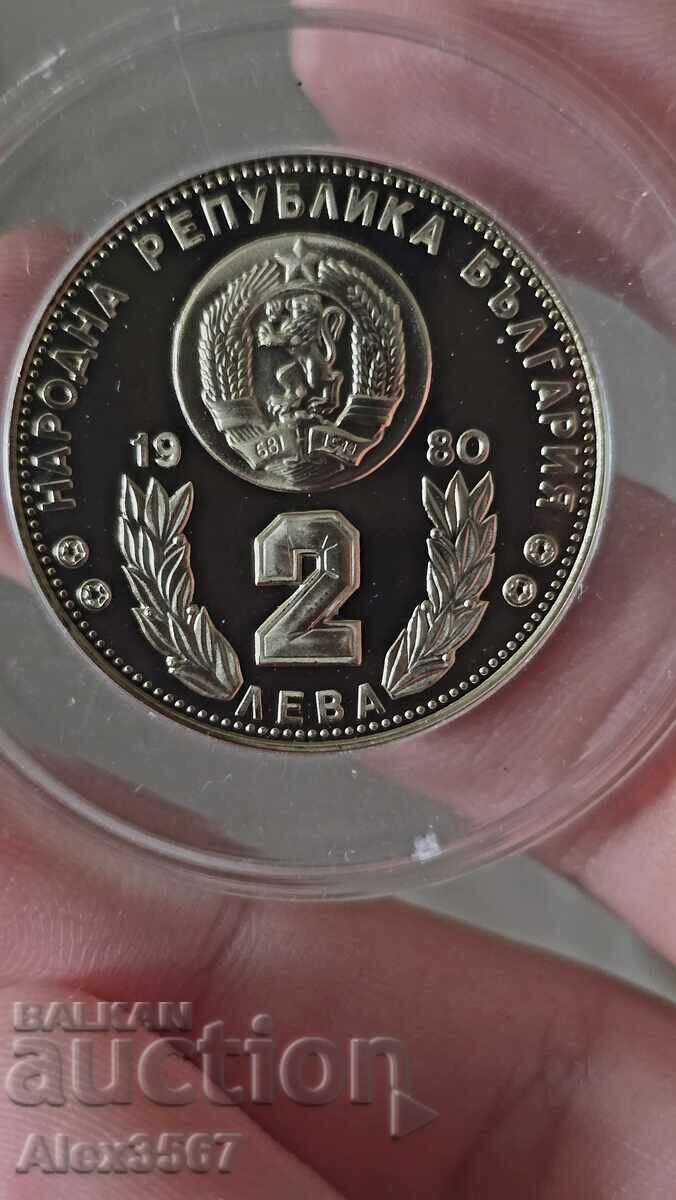 НАРОДНА РЕПУБЛИКА БЪЛГАРИЯ
681 1944
19 80
2
ЛЕВА
BALKAN
auction
Alex3567